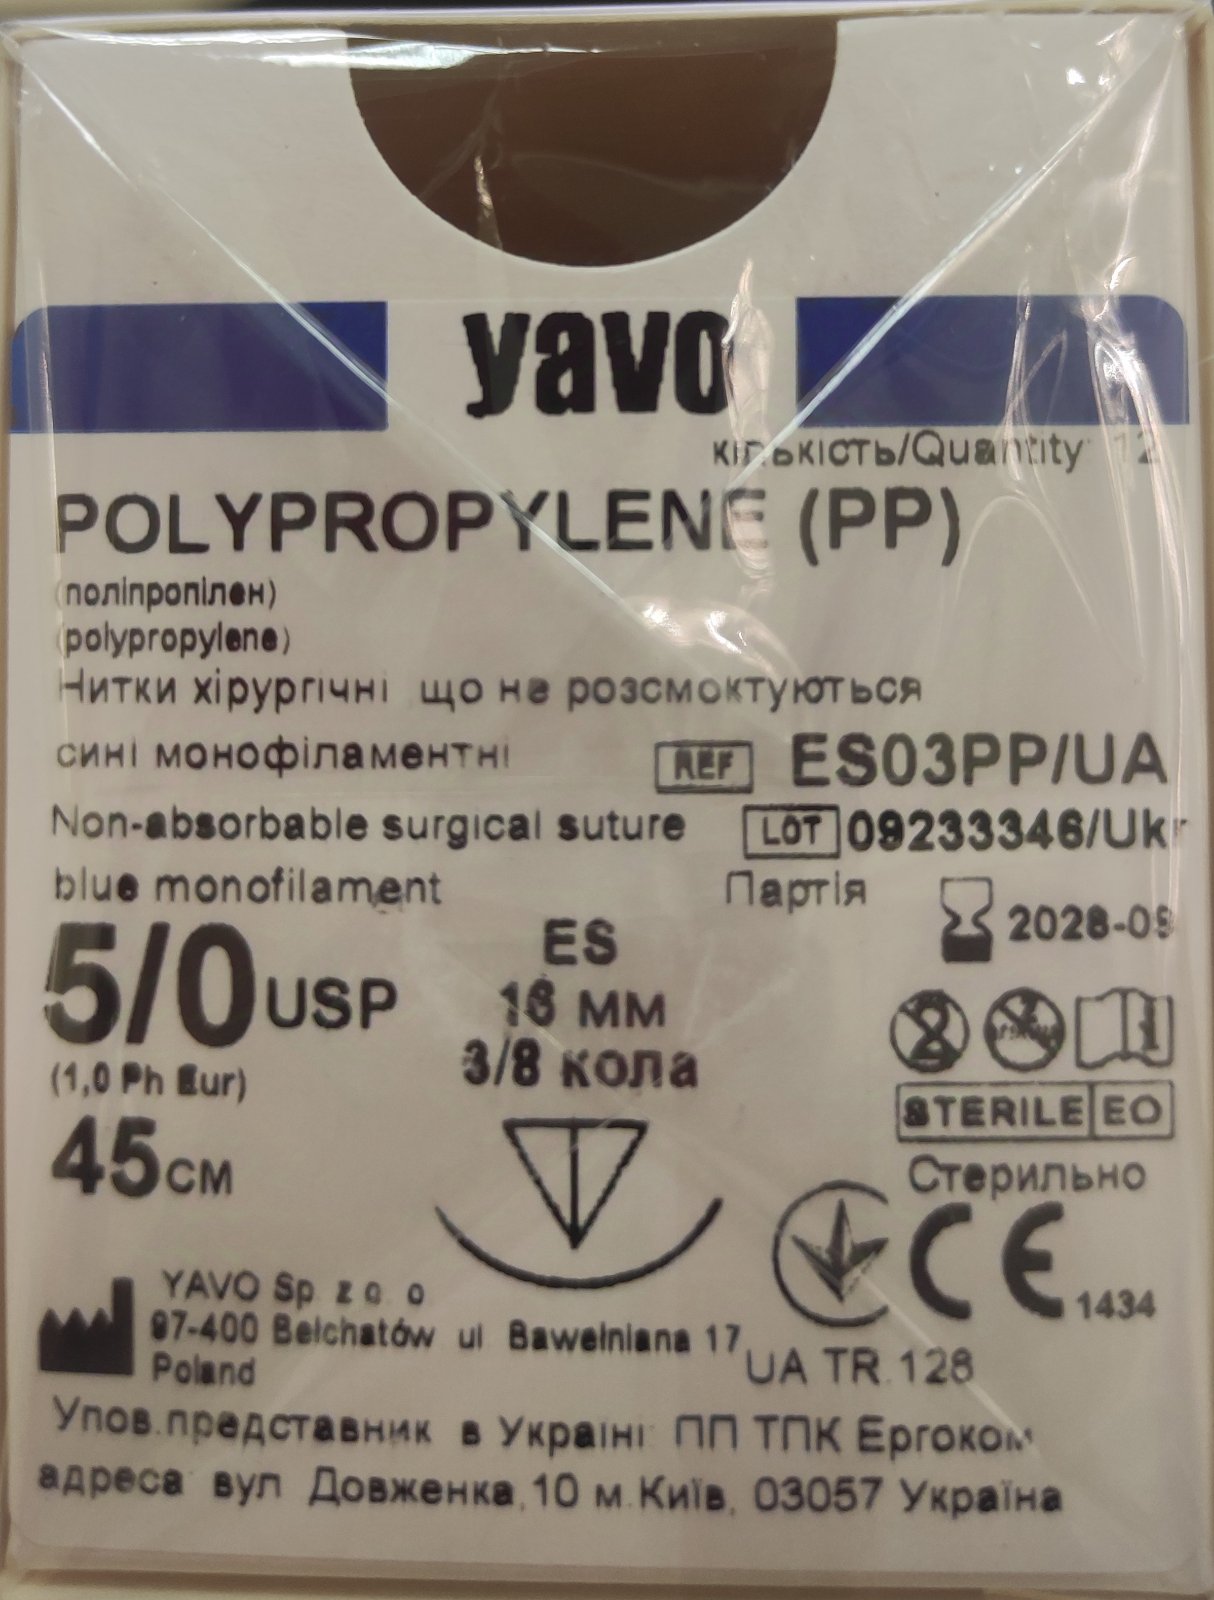 yavo
кількість/Quantity: 12
POLYPROPYLENE (PP)
(поліпропілен)
(polypropylene)
Нитки хірургічні що не розсмоктуються
сині монофіламентні
REF ES03PP/UA
Non-absorbable surgical suture
LOT 09233346/Ukr
blue monofilament
Партія
2028-09
5/0 USP
(1,0 Ph Eur)
45 см
ES
16 мм
3/8 кола
STERILE EO
Стерильно
CE 1434
UA TR.128
YAVO Sp. z o. o
97-400 Bełchatów ul Bawełniana 17
Poland
Упов.представник в Україні ПП ТПК Ергоком
адреса вул Довженка,10 м.Київ, 03057 Україна